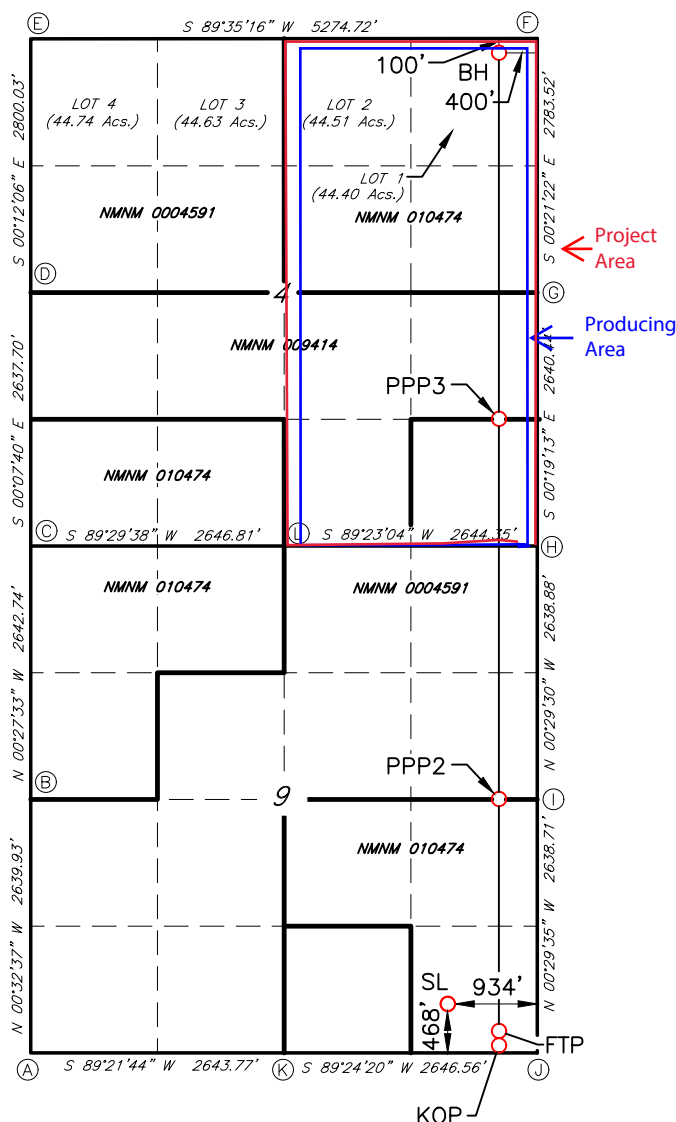 E
S 89°35'16" W 5274.72'
F
100'
BH
400'
LOT 4
(44.74 Acs.)
LOT 3
(44.63 Acs.)
LOT 2
(44.51 Acs.)
LOT 1
(44.40 Acs.)
S 00°12'06" E 2800.03'
S 00°21'22" E 2783.52'
NMNM 0004591
NMNM 010474
Project
Area
D
4
G
Producing
Area
NMNM 009414
S 00°07'40" E 2637.70'
S 00°19'13" E
PPP3
NMNM 010474
C
S 89°29'38" W 2646.81'
L
S 89°23'04" W 2644.35'
H
NMNM 010474
NMNM 0004591
N 00°27'33" W 2642.74'
N 00°29'30" W 2638.88'
PPP2
B
9
I
NMNM 010474
N 00°32'37" W 2639.93'
N 00°29'35" W 2638.71'
SL
934'
468'
FTP
A
S 89°21'44" W 2643.77'
K
S 89°24'20" W 2646.56'
J
KOP